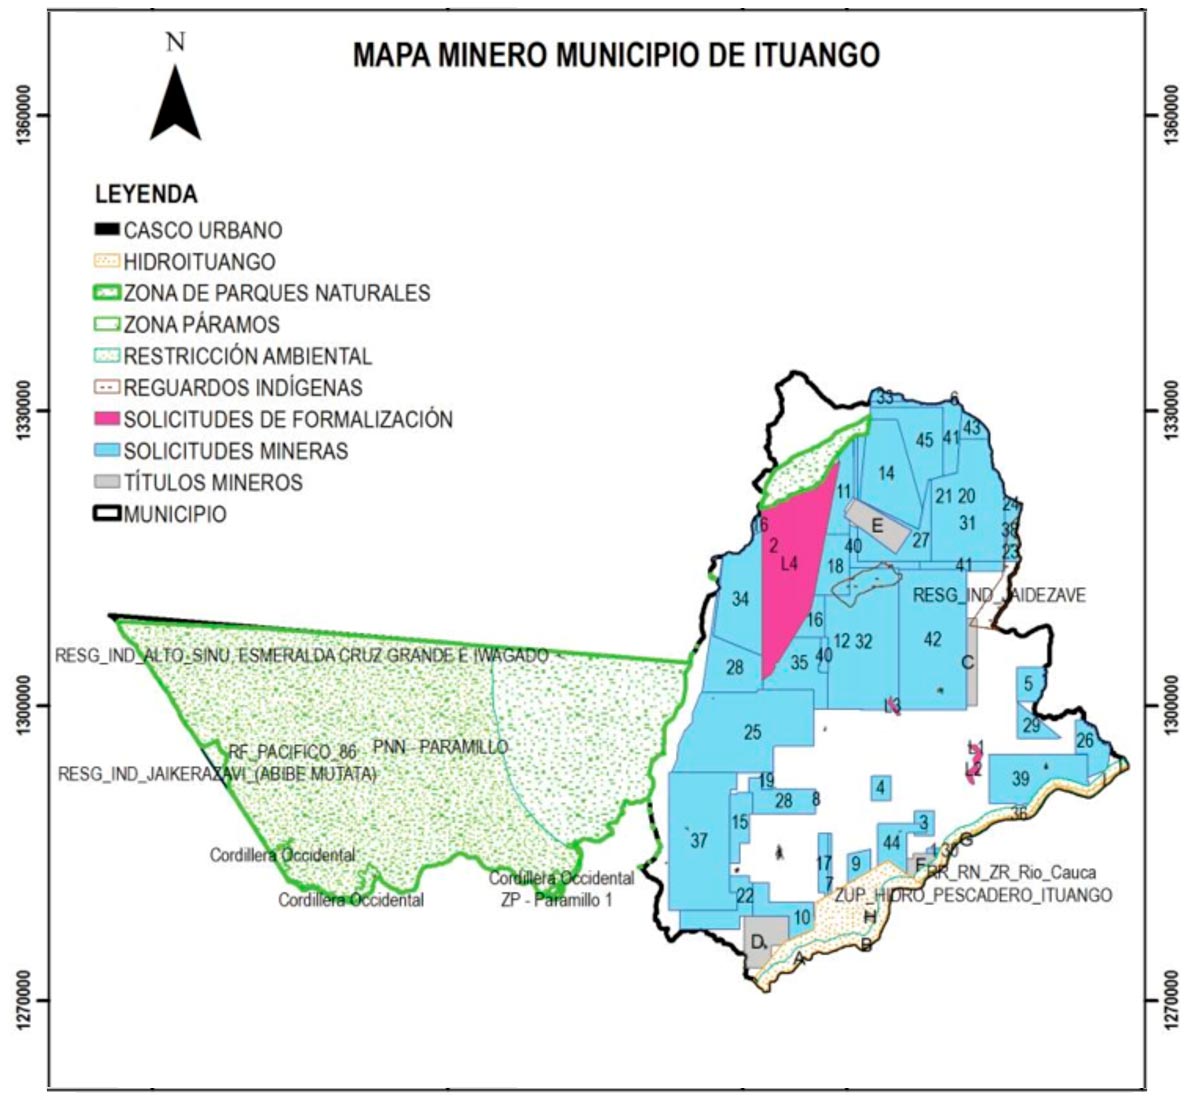 MAPA MINERO MUNICIPIO DE ITUANGO
N
1360000
1360000
LEYENDA
CASCO URBANO
HIDROITUANGO
ZONA DE PARQUES NATURALES
ZONA PÁRAMOS
RESTRICCIÓN AMBIENTAL
REGUARDOS INDÍGENAS
SOLICITUDES DE FORMALIZACIÓN
SOLICITUDES MINERAS
TÍTULOS MINEROS
MUNICIPIO
1330000
1330000
33
6
45
41
43
14
11
21
20
24
16
E
31
38
2
40
27
23
L4
18
41
34
RESG_IND_JAIDEZAVE
16
12
32
42
RESG_IND_ALTO_SINU, ESMERALDA CRUZ GRANDE E IWAGADO
28
35
40
C
5
1300000
1300000
L3
25
29
26
RF_PACIFICO_86
PNN - PARAMILLO
L1
RESG_IND_JAIKERAZAVI_(ABIBE MUTATA)
L2
19
39
4
28
8
36
15
3
37
44
G
Cordillera Occidental
1
30
17
9
F
RR_RN_ZR_Rio_Cauca
Cordillera Occidental
7
22
ZUP_HIDRO_PESCADERO_ITUANGO
Cordillera Occidental
ZP - Paramillo 1
10
H
D
B
A
1270000
1270000